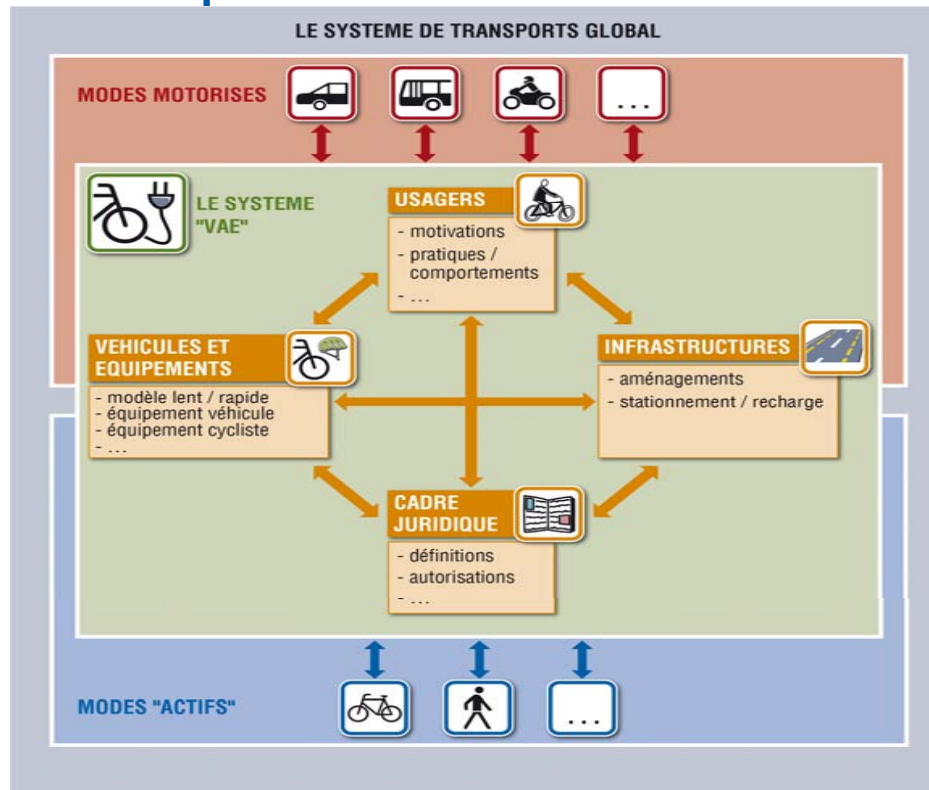 LE SYSTEME DE TRANSPORTS GLOBAL
MODES MOTORISES
...
LE SYSTEME
"VAE"
USAGERS
- motivations
- pratiques /
comportements
- ...
VEHICULES ET
EQUIPEMENTS
- modèle lent / rapide
- équipement véhicule
- équipement cycliste
- ...
INFRASTRUCTURES
- aménagements
- stationnement / recharge
CADRE
JURIDIQUE
- définitions
- autorisations
- ...
MODES "ACTIFS"
...